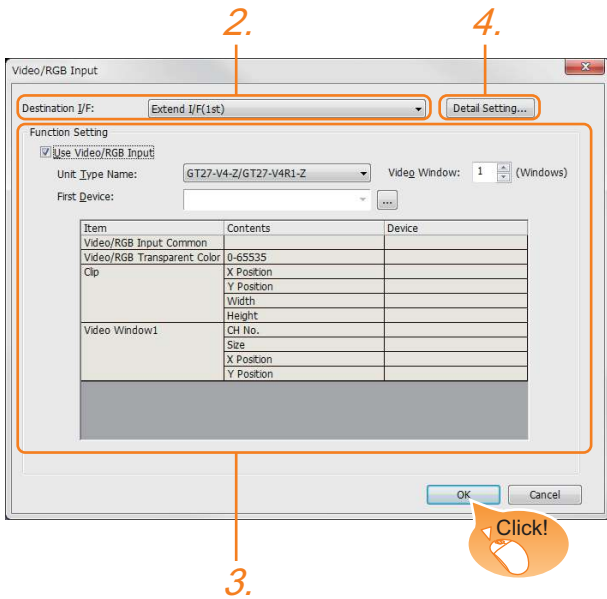 2.
4.
Video/RGB Input
Destination I/F: Extend I/F(1st) Detail Setting...
Function Setting
Use Video/RGB Input
Unit Type Name: GT27-V4-Z/GT27-V4R1-Z Video Window: 1 (Windows)
First Device: ...
Item Contents Device
Video/RGB Input Common
Video/RGB Transparent Color 0-65535
Clip X Position
Y Position
Width
Height
Video Window1 CH No.
Size
X Position
Y Position
OK Cancel
Click!
3.